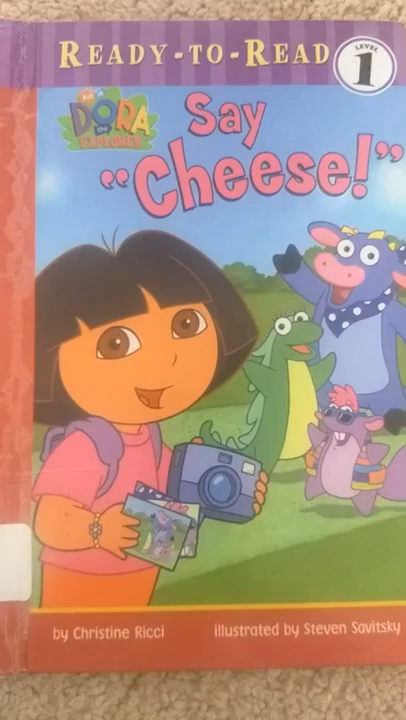 READY-TO-READ
LEVEL
1
DORA
the
EXPLORER
Say
"Cheese!"
by Christine Ricci
illustrated by Steven Savitsky